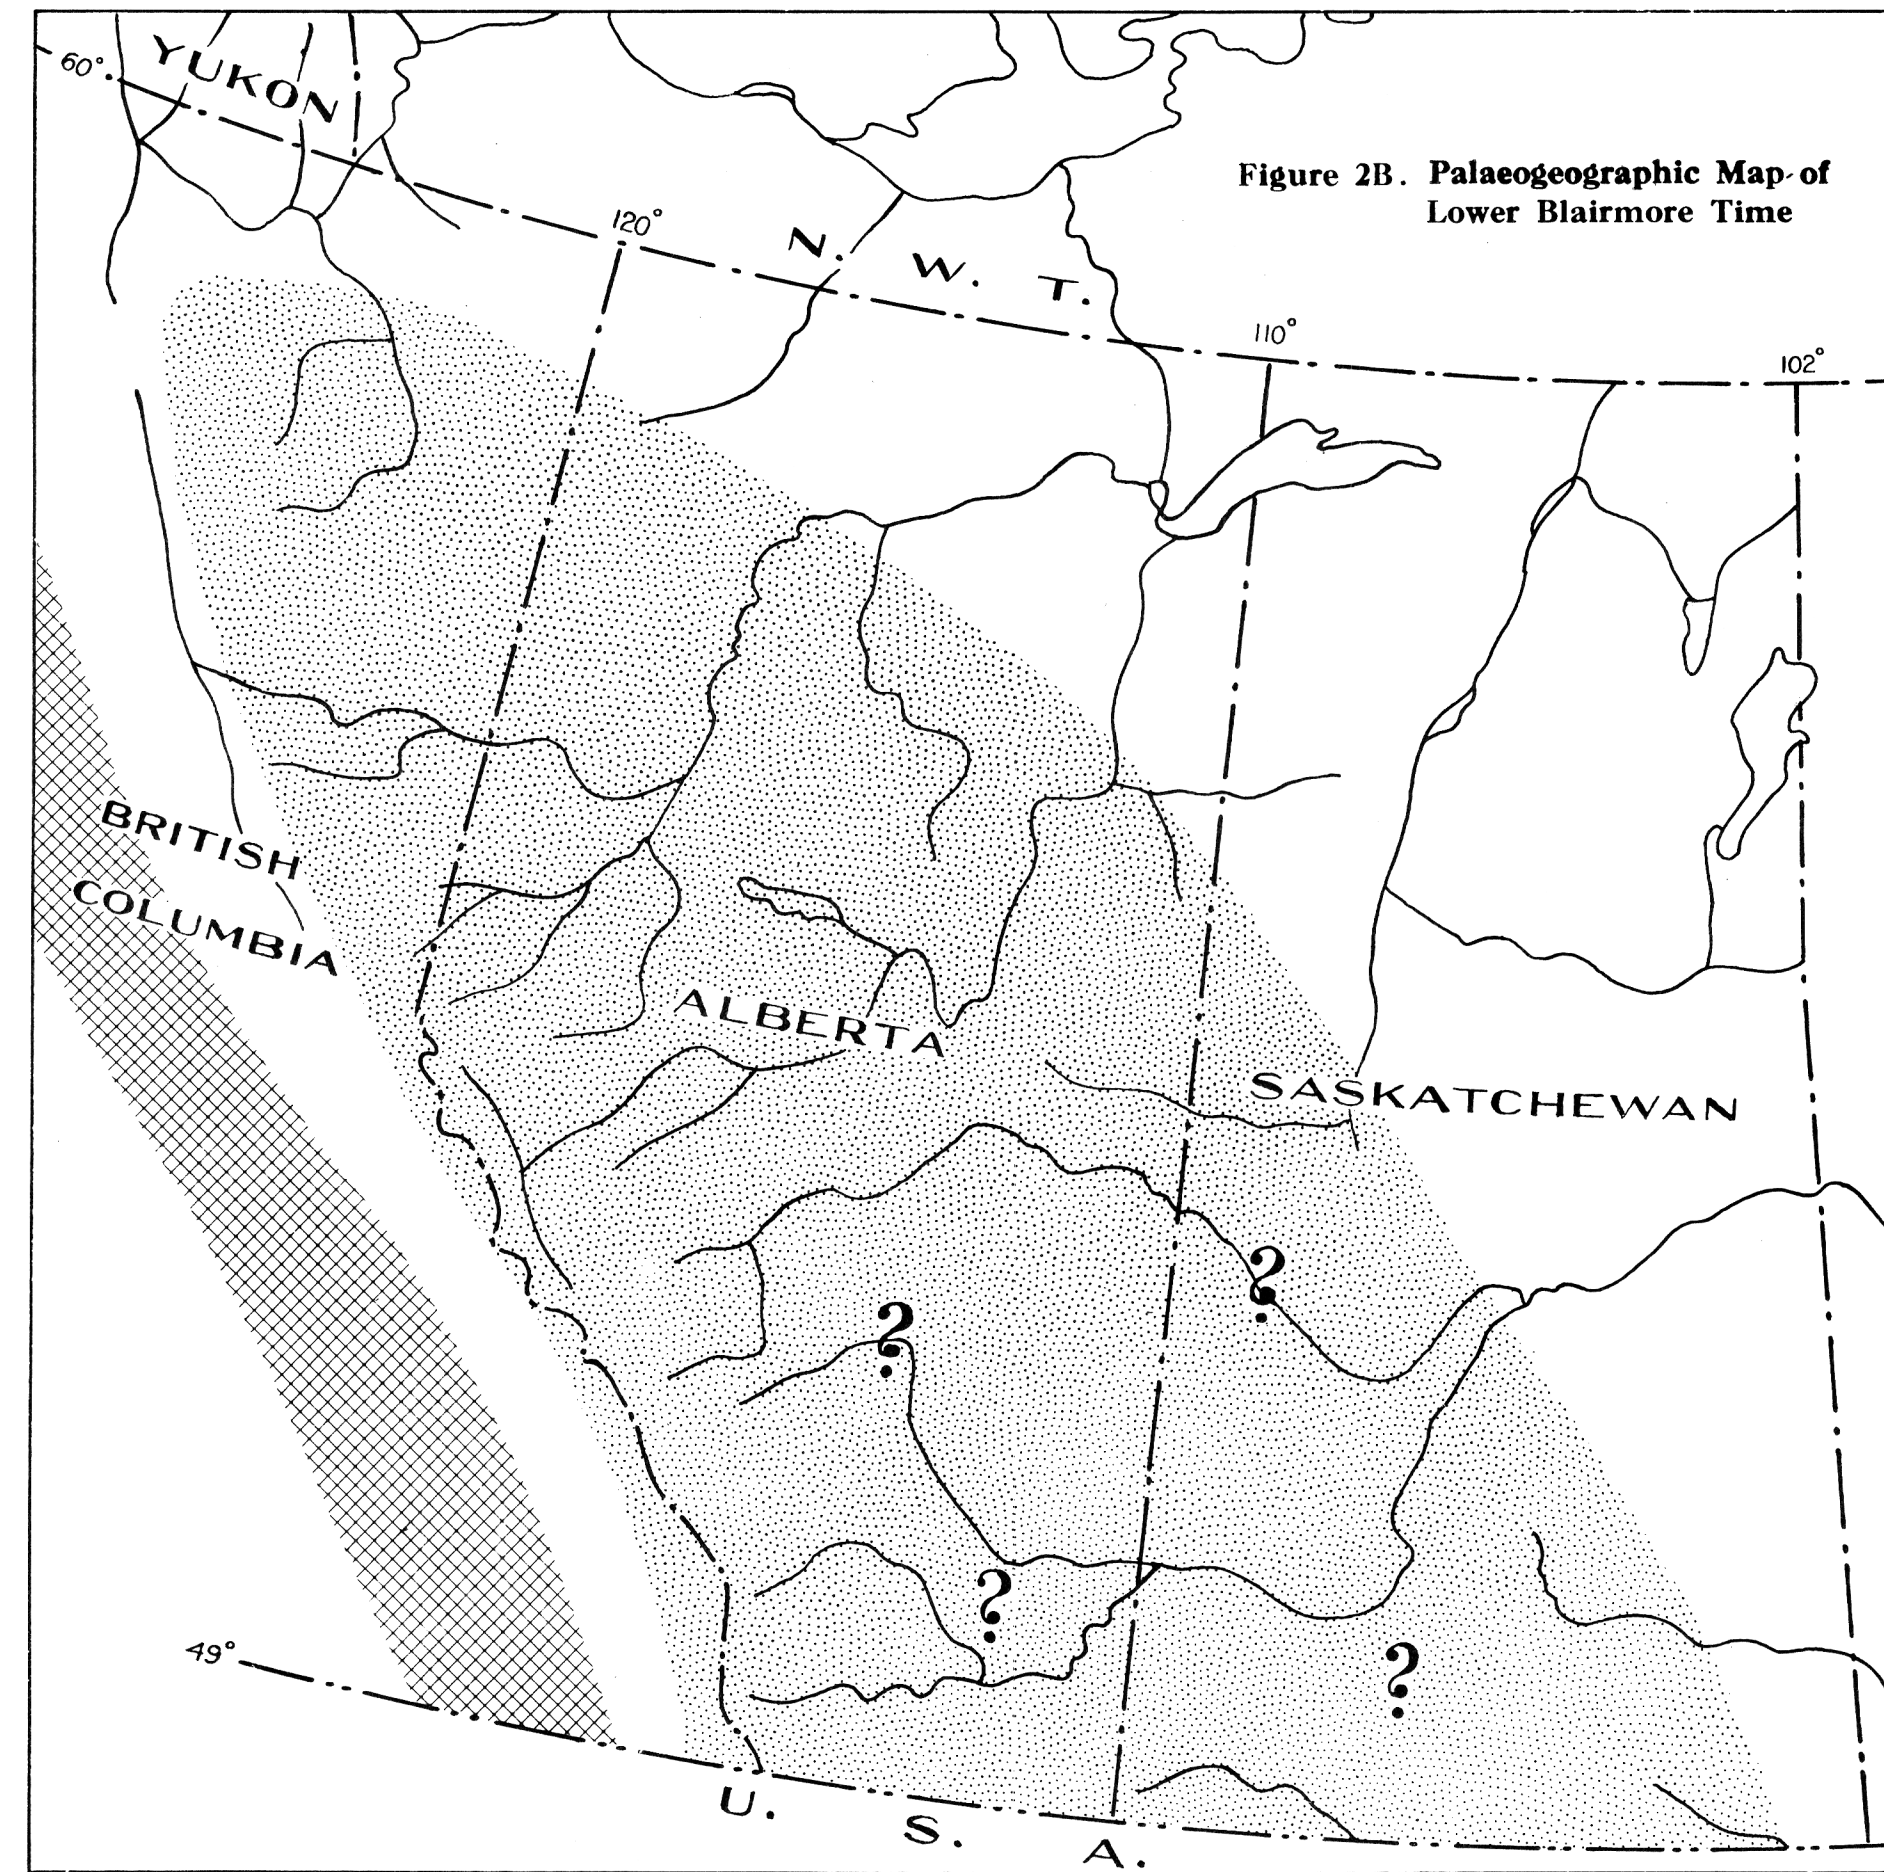 60°
YUKON
Figure 2B. Palaeogeographic Map of
Lower Blairmore Time
120°
N. W. T.
110°
102°
BRITISH
COLUMBIA
ALBERTA
SASKATCHEWAN
?
?
?
?
49°
U. S. A.